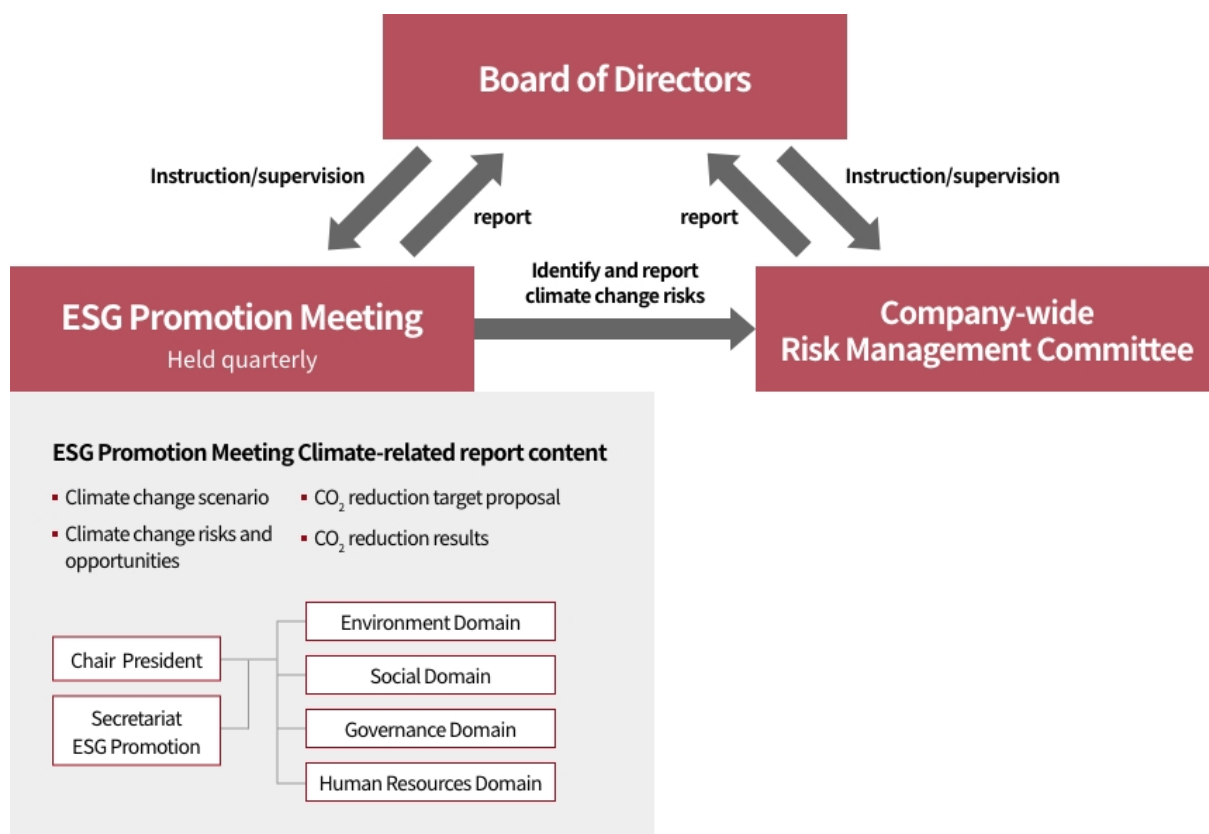 Board of Directors
Instruction/supervision
report
report
Instruction/supervision
Identify and report
climate change risks
ESG Promotion Meeting
Held quarterly
Company-wide
Risk Management Committee
ESG Promotion Meeting Climate-related report content
▪ Climate change scenario
▪ Climate change risks and
opportunities
▪ CO₂ reduction target proposal
▪ CO₂ reduction results
Chair President
Secretariat
ESG Promotion
Environment Domain
Social Domain
Governance Domain
Human Resources Domain